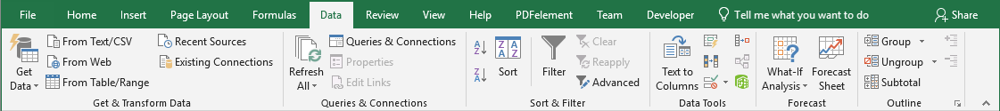 File Home Insert Page Layout Formulas Data Review View Help PDFelement Team Developer Tell me what you want to do Share
Get Data
From Text/CSV
From Web
From Table/Range
Recent Sources
Existing Connections
Get & Transform Data
Refresh All
Queries & Connections
Properties
Edit Links
Queries & Connections
A Z
Z A
Z A A Z
Sort
Filter
Clear
Reapply
Advanced
Sort & Filter
Text to Columns
Data Tools
What-If Analysis
Forecast Sheet
Forecast
Group
Ungroup
Subtotal
Outline